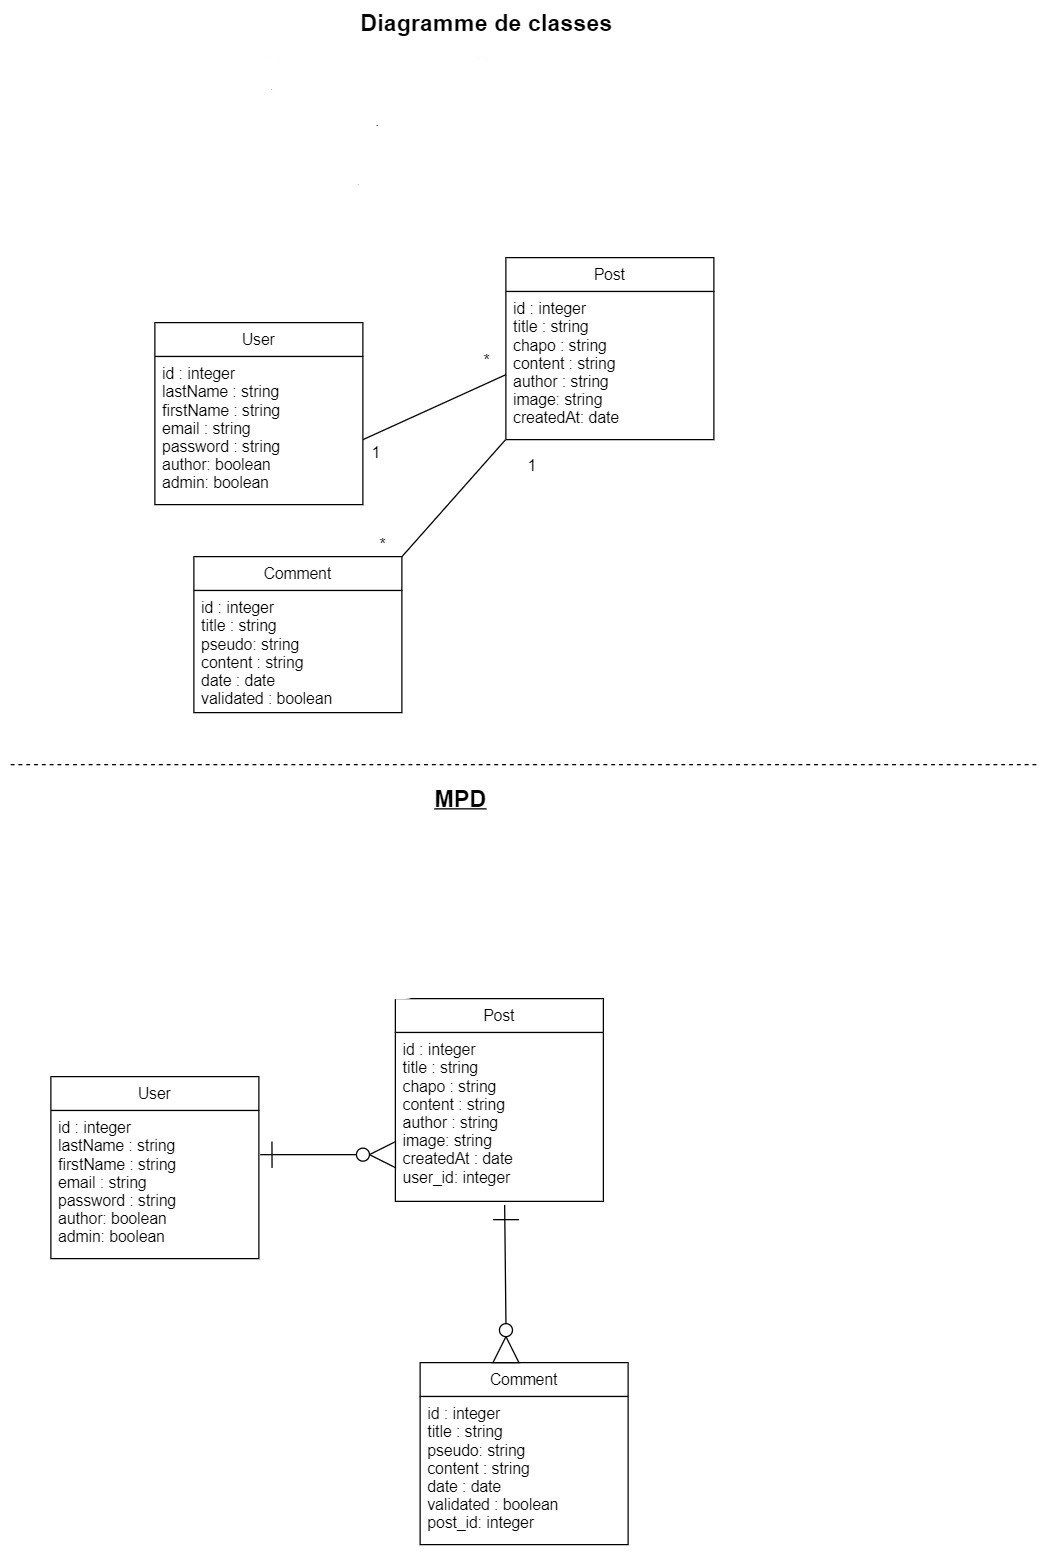 Diagramme de classes
Post
id : integer
title : string
chapo : string
content : string
author : string
image: string
createdAt: date
User
id : integer
lastName : string
firstName : string
email : string
password : string
author: boolean
admin: boolean
*
1
1
*
Comment
id : integer
title : string
pseudo: string
content : string
date : date
validated : boolean
MPD
Post
id : integer
title : string
chapo : string
content : string
author : string
image: string
createdAt : date
user_id: integer
User
id : integer
lastName : string
firstName : string
email : string
password : string
author: boolean
admin: boolean
Comment
id : integer
title : string
pseudo: string
content : string
date : date
validated : boolean
post_id: integer